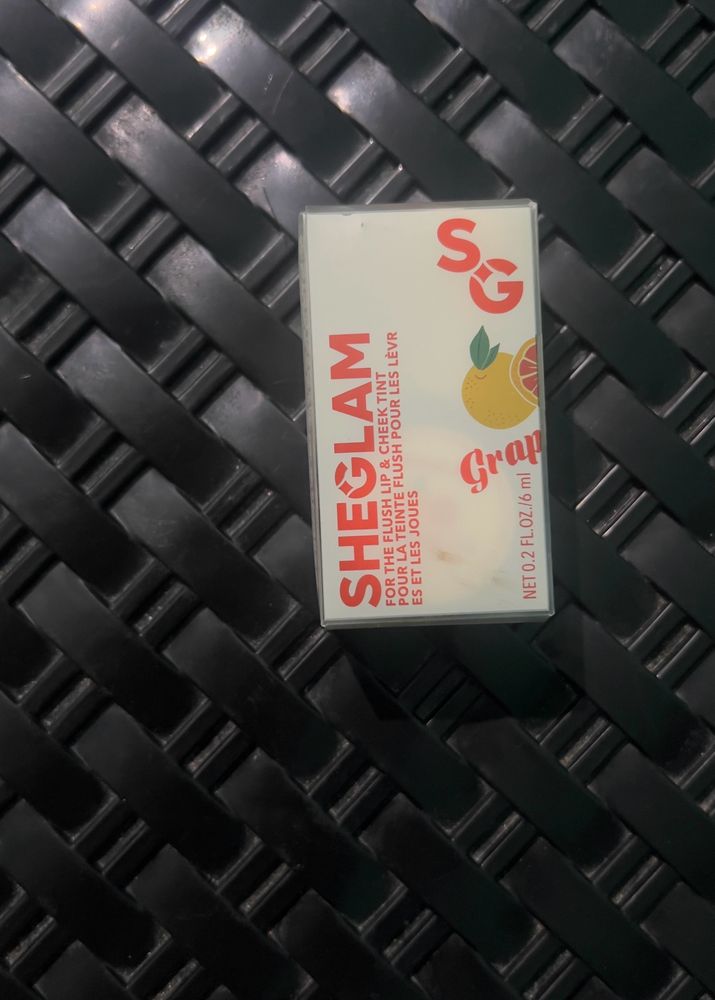 SG
Grap
SHEGLAM
FOR THE FLUSH LIP & CHEEK TINT
POUR LA TEINTE FLUSH POUR LES LÈVR
ES ET LES JOUES
NET 0.2 FL.OZ./6 ml